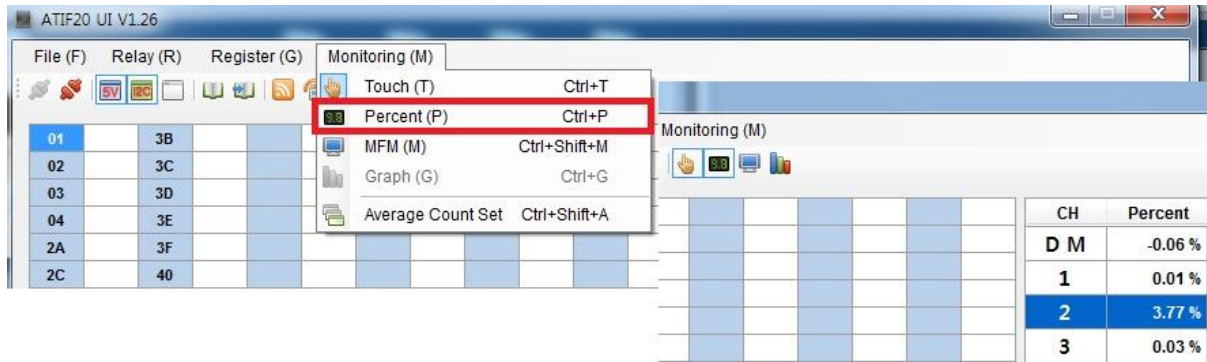 ATIF20 UI V1.26
File (F) Relay (R) Register (G) Monitoring (M)
5V I2C
Touch (T) Ctrl+T
Percent (P) Ctrl+P
MFM (M) Ctrl+Shift+M
Graph (G) Ctrl+G
Average Count Set Ctrl+Shift+A
01 3B
02 3C
03 3D
04 3E
2A 3F
2C 40
Monitoring (M)
CH Percent
D M -0.06 %
1 0.01 %
2 3.77 %
3 0.03 %